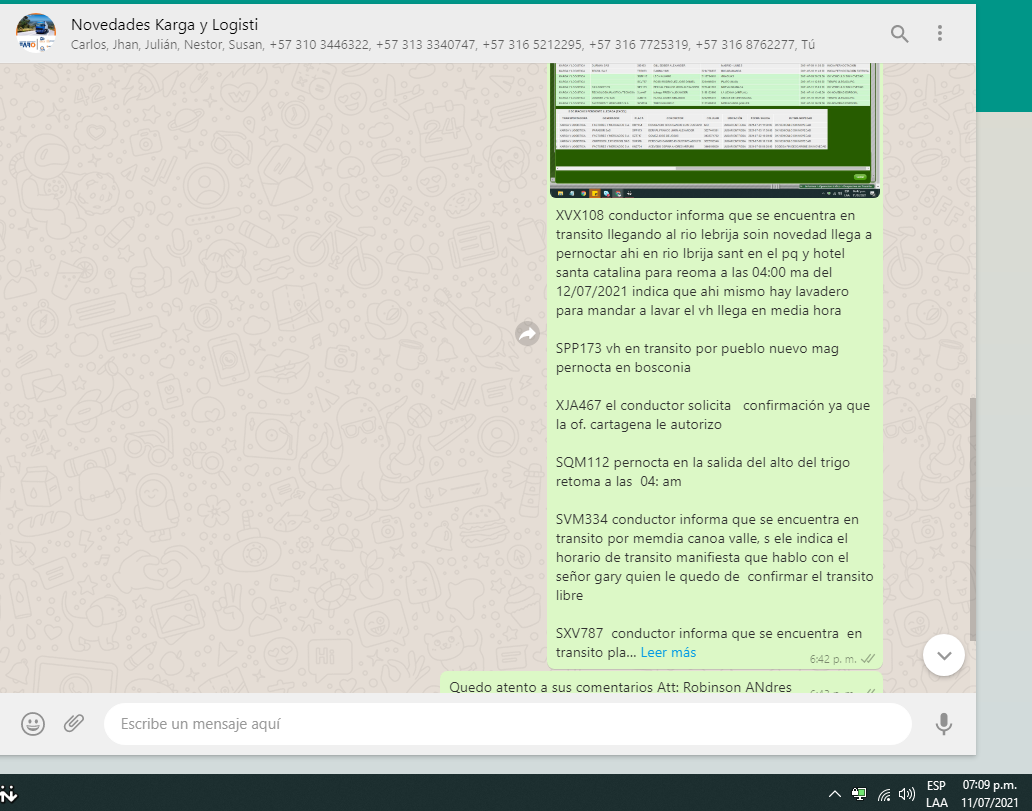 Novedades Karga y Logisti
Carlos, Jhan, Julián, Nestor, Susan, +57 310 3446322, +57 313 3340747, +57 316 5212295, +57 316 7725319, +57 316 8762277, Tú
XVX108 conductor informa que se encuentra en
transito llegando al rio lebrija soin novedad llega a
pernoctar ahi en rio lbrija sant en el pq y hotel
santa catalina para reoma a las 04:00 ma del
12/07/2021 indica que ahi mismo hay lavadero
para mandar a lavar el vh llega en media hora
SPP173 vh en transito por pueblo nuevo mag
pernocta en bosconia
XJA467 el conductor solicita confirmación ya que
la of. cartagena le autorizo
SQM112 pernocta en la salida del alto del trigo
retoma a las 04: am
SVM334 conductor informa que se encuentra en
transito por memdia canoa valle, s ele indica el
horario de transito manifiesta que hablo con el
señor gary quien le quedo de confirmar el transito
libre
SXV787 conductor informa que se encuentra en
transito pla... Leer más
6:42 p. m.
Quedo atento a sus comentarios Att: Robinson ANdres
Escribe un mensaje aquí
ESP
LAA
07:09 p.m.
11/07/2021